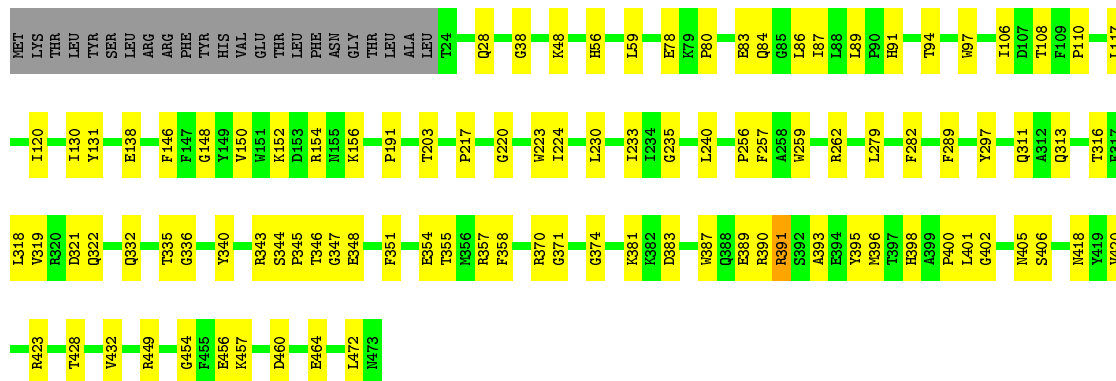 MET LYS THR LEU TYR SER LEU ARG ARG PHE TYR HIS VAL GLU THR LEU PHE ASN GLY THR LEU ALA LEU T24 Q28 G38 K48 H56 L59 E78 K79 P80 E83 Q84 G85 L86 I87 L88 L89 P90 H91 T94 W97 I106 D107 T108 F109 P110 L117
I120 I130 Y131 E138 F146 F147 G148 Y149 V150 W151 K152 D153 R154 N155 K156 P191 T203 P217 G220 W223 I224 L230 I233 I234 G235 L240 P256 F257 A258 W259 R262 L279 F282 F289 Y297 Q311 A312 Q313 T316 E317
L318 V319 R320 D321 Q322 Q332 T335 G336 Y340 R343 S344 P345 T346 G347 E348 F351 E354 T355 M356 R357 F358 R370 G371 G374 K381 K382 D383 W387 Q388 E389 R390 R391 S392 A393 E394 Y395 M396 T397 H398 A399 P400 L401 G402 N405 S406 N418 Y419 V420
R423 T428 V432 R449 G454 F455 E456 K457 D460 E464 L472 N473